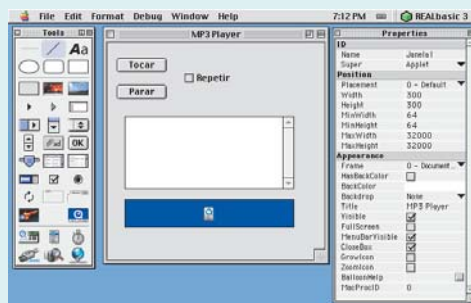 File Edit Format Debug Window Help 7:12 PM REALbasic 3
Tools
Aa
OK
MP3 Player
Tocar
Repetir
Parar
Properties
ID
Name Janela1
Super Applet
Position
Placement 0 - Default
Width 300
Height 300
MinWidth 64
MinHeight 64
MaxWidth 32000
MaxHeight 32000
Appearance
Frame 0 - Document...
HasBackColor
BackColor
Backdrop None
Title MP3 Player
Visible
FullScreen
MenuBarVisible
CloseBox
GrowIcon
ZoomIcon
BalloonHelp
MacProcID 0